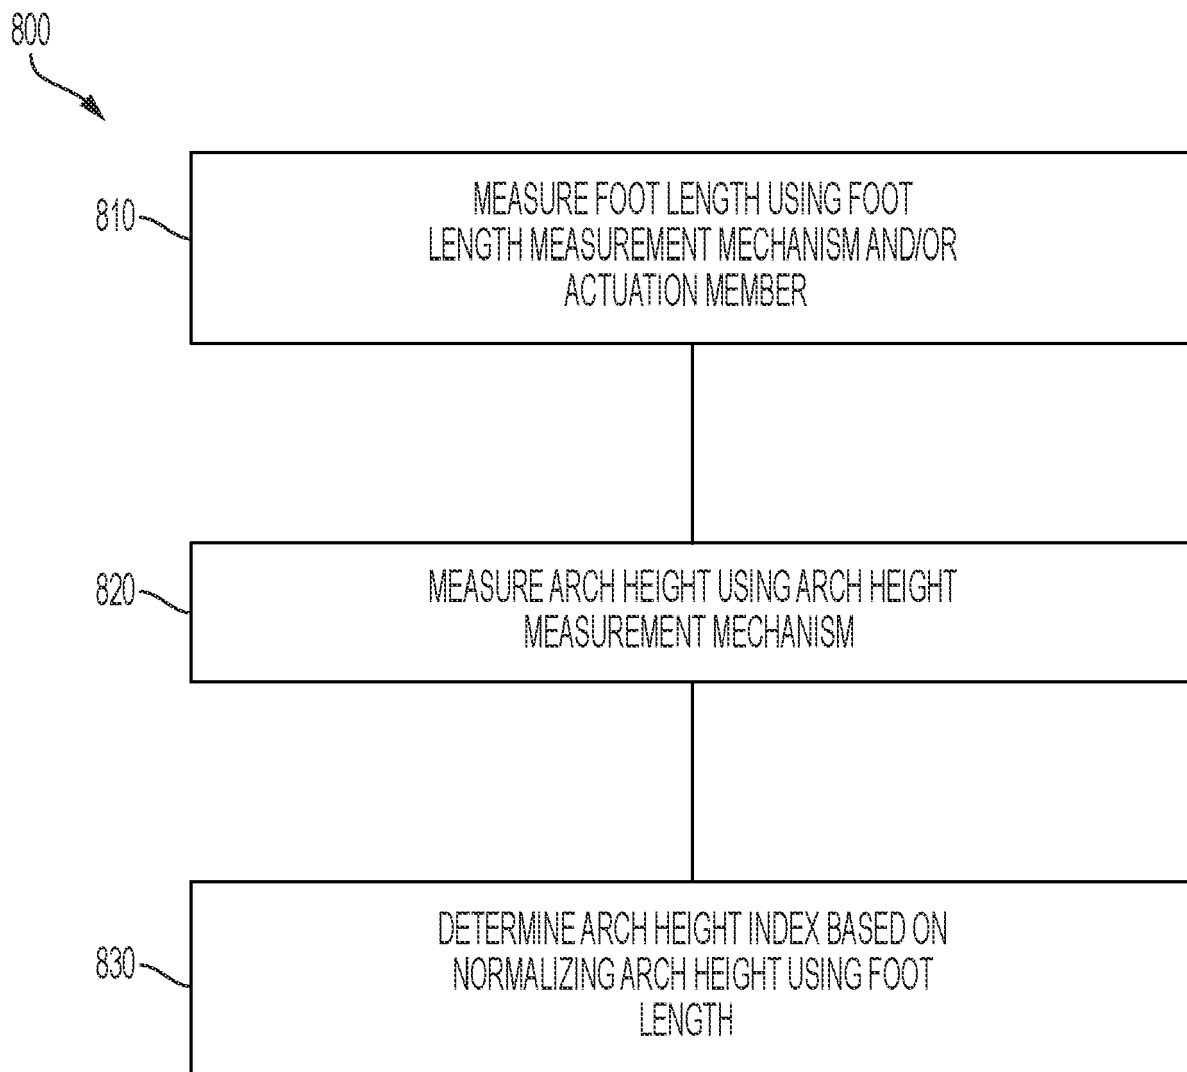 800
810
MEASURE FOOT LENGTH USING FOOT
LENGTH MEASUREMENT MECHANISM AND/OR
ACTUATION MEMBER
820
MEASURE ARCH HEIGHT USING ARCH HEIGHT
MEASUREMENT MECHANISM
830
DETERMINE ARCH HEIGHT INDEX BASED ON
NORMALIZING ARCH HEIGHT USING FOOT
LENGTH